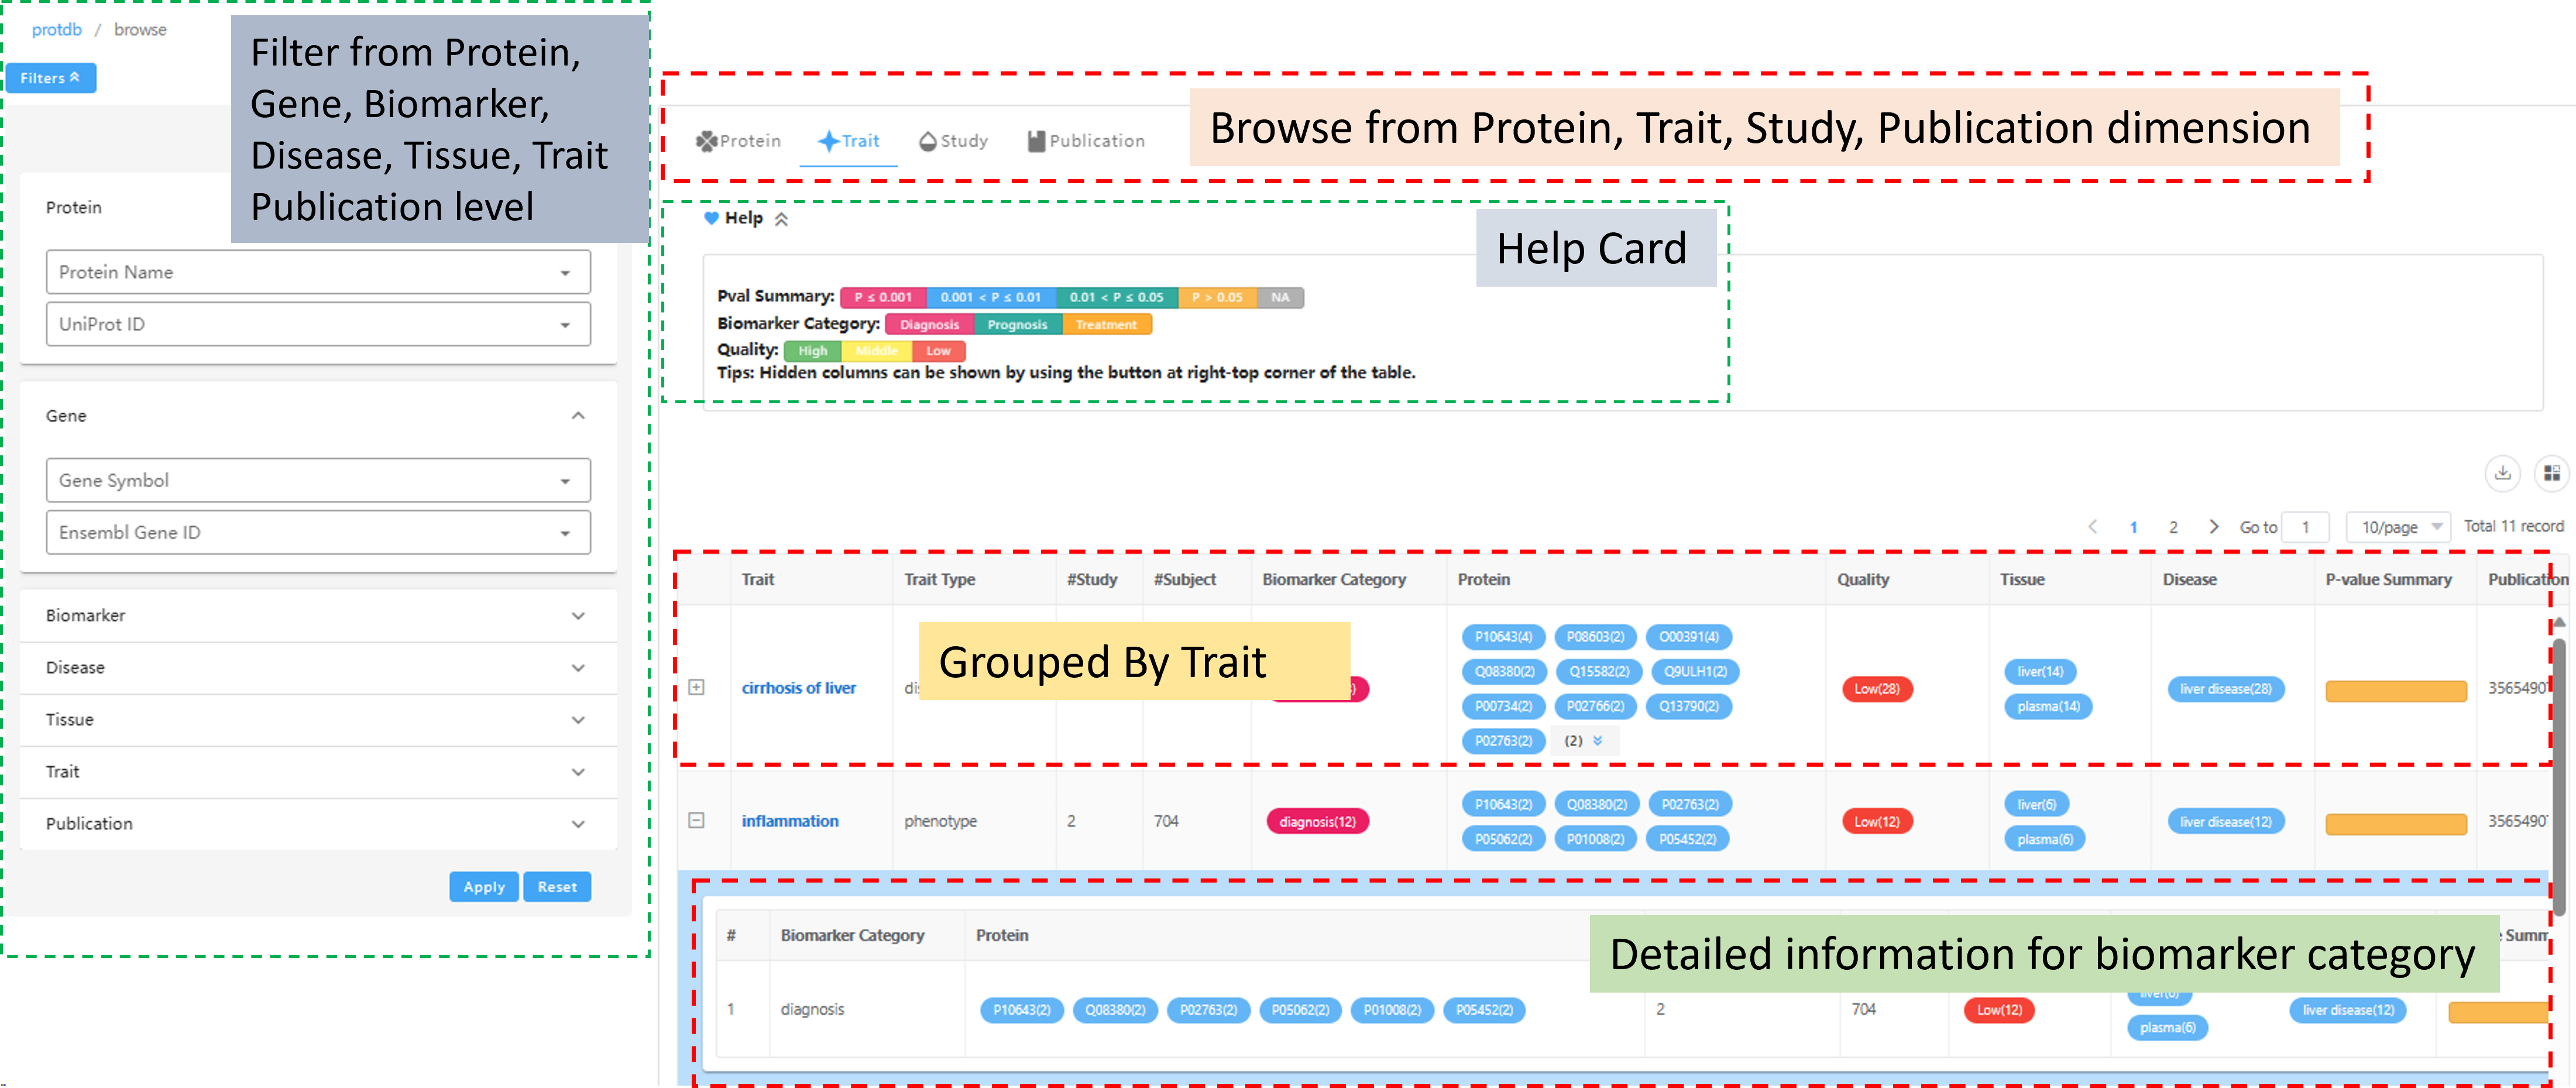 protdb / browse
Filters
Filter from Protein,
Gene, Biomarker,
Disease, Tissue, Trait
Publication level
Protein
Protein Name
UniProt ID
Gene
Gene Symbol
Ensembl Gene ID
Biomarker
Disease
Tissue
Trait
Publication
Apply Reset
Protein Trait Study Publication
Browse from Protein, Trait, Study, Publication dimension
Help
Help Card
Pval Summary: P ≤ 0.001 0.001 < P ≤ 0.01 0.01 < P ≤ 0.05 P > 0.05 NA
Biomarker Category: Diagnosis Prognosis Treatment
Quality: High Middle Low
Tips: Hidden columns can be shown by using the button at right-top corner of the table.
< 1 2 > Go to 1 10/page Total 11 record
Trait Trait Type #Study #Subject Biomarker Category Protein Quality Tissue Disease P-value Summary Publication
Grouped By Trait
P10643(4) P08603(2) O00391(4)
Q08380(2) Q15582(2) Q9ULH1(2) liver(14)
cirrhosis of liver Low(28) liver disease(28) 3565490
P00734(2) P02766(2) Q13790(2) plasma(14)
P02763(2) (2)
P10643(2) Q08380(2) P02763(2) liver(6)
inflammation phenotype 2 704 diagnosis(12) Low(12) liver disease(12) 3565490
P05062(2) P01008(2) P05452(2) plasma(6)
# Biomarker Category Protein
Detailed information for biomarker category
1 diagnosis P10643(2) Q08380(2) P02763(2) P05062(2) P01008(2) P05452(2) 2 704 Low(12) liver disease(12)
plasma(6)